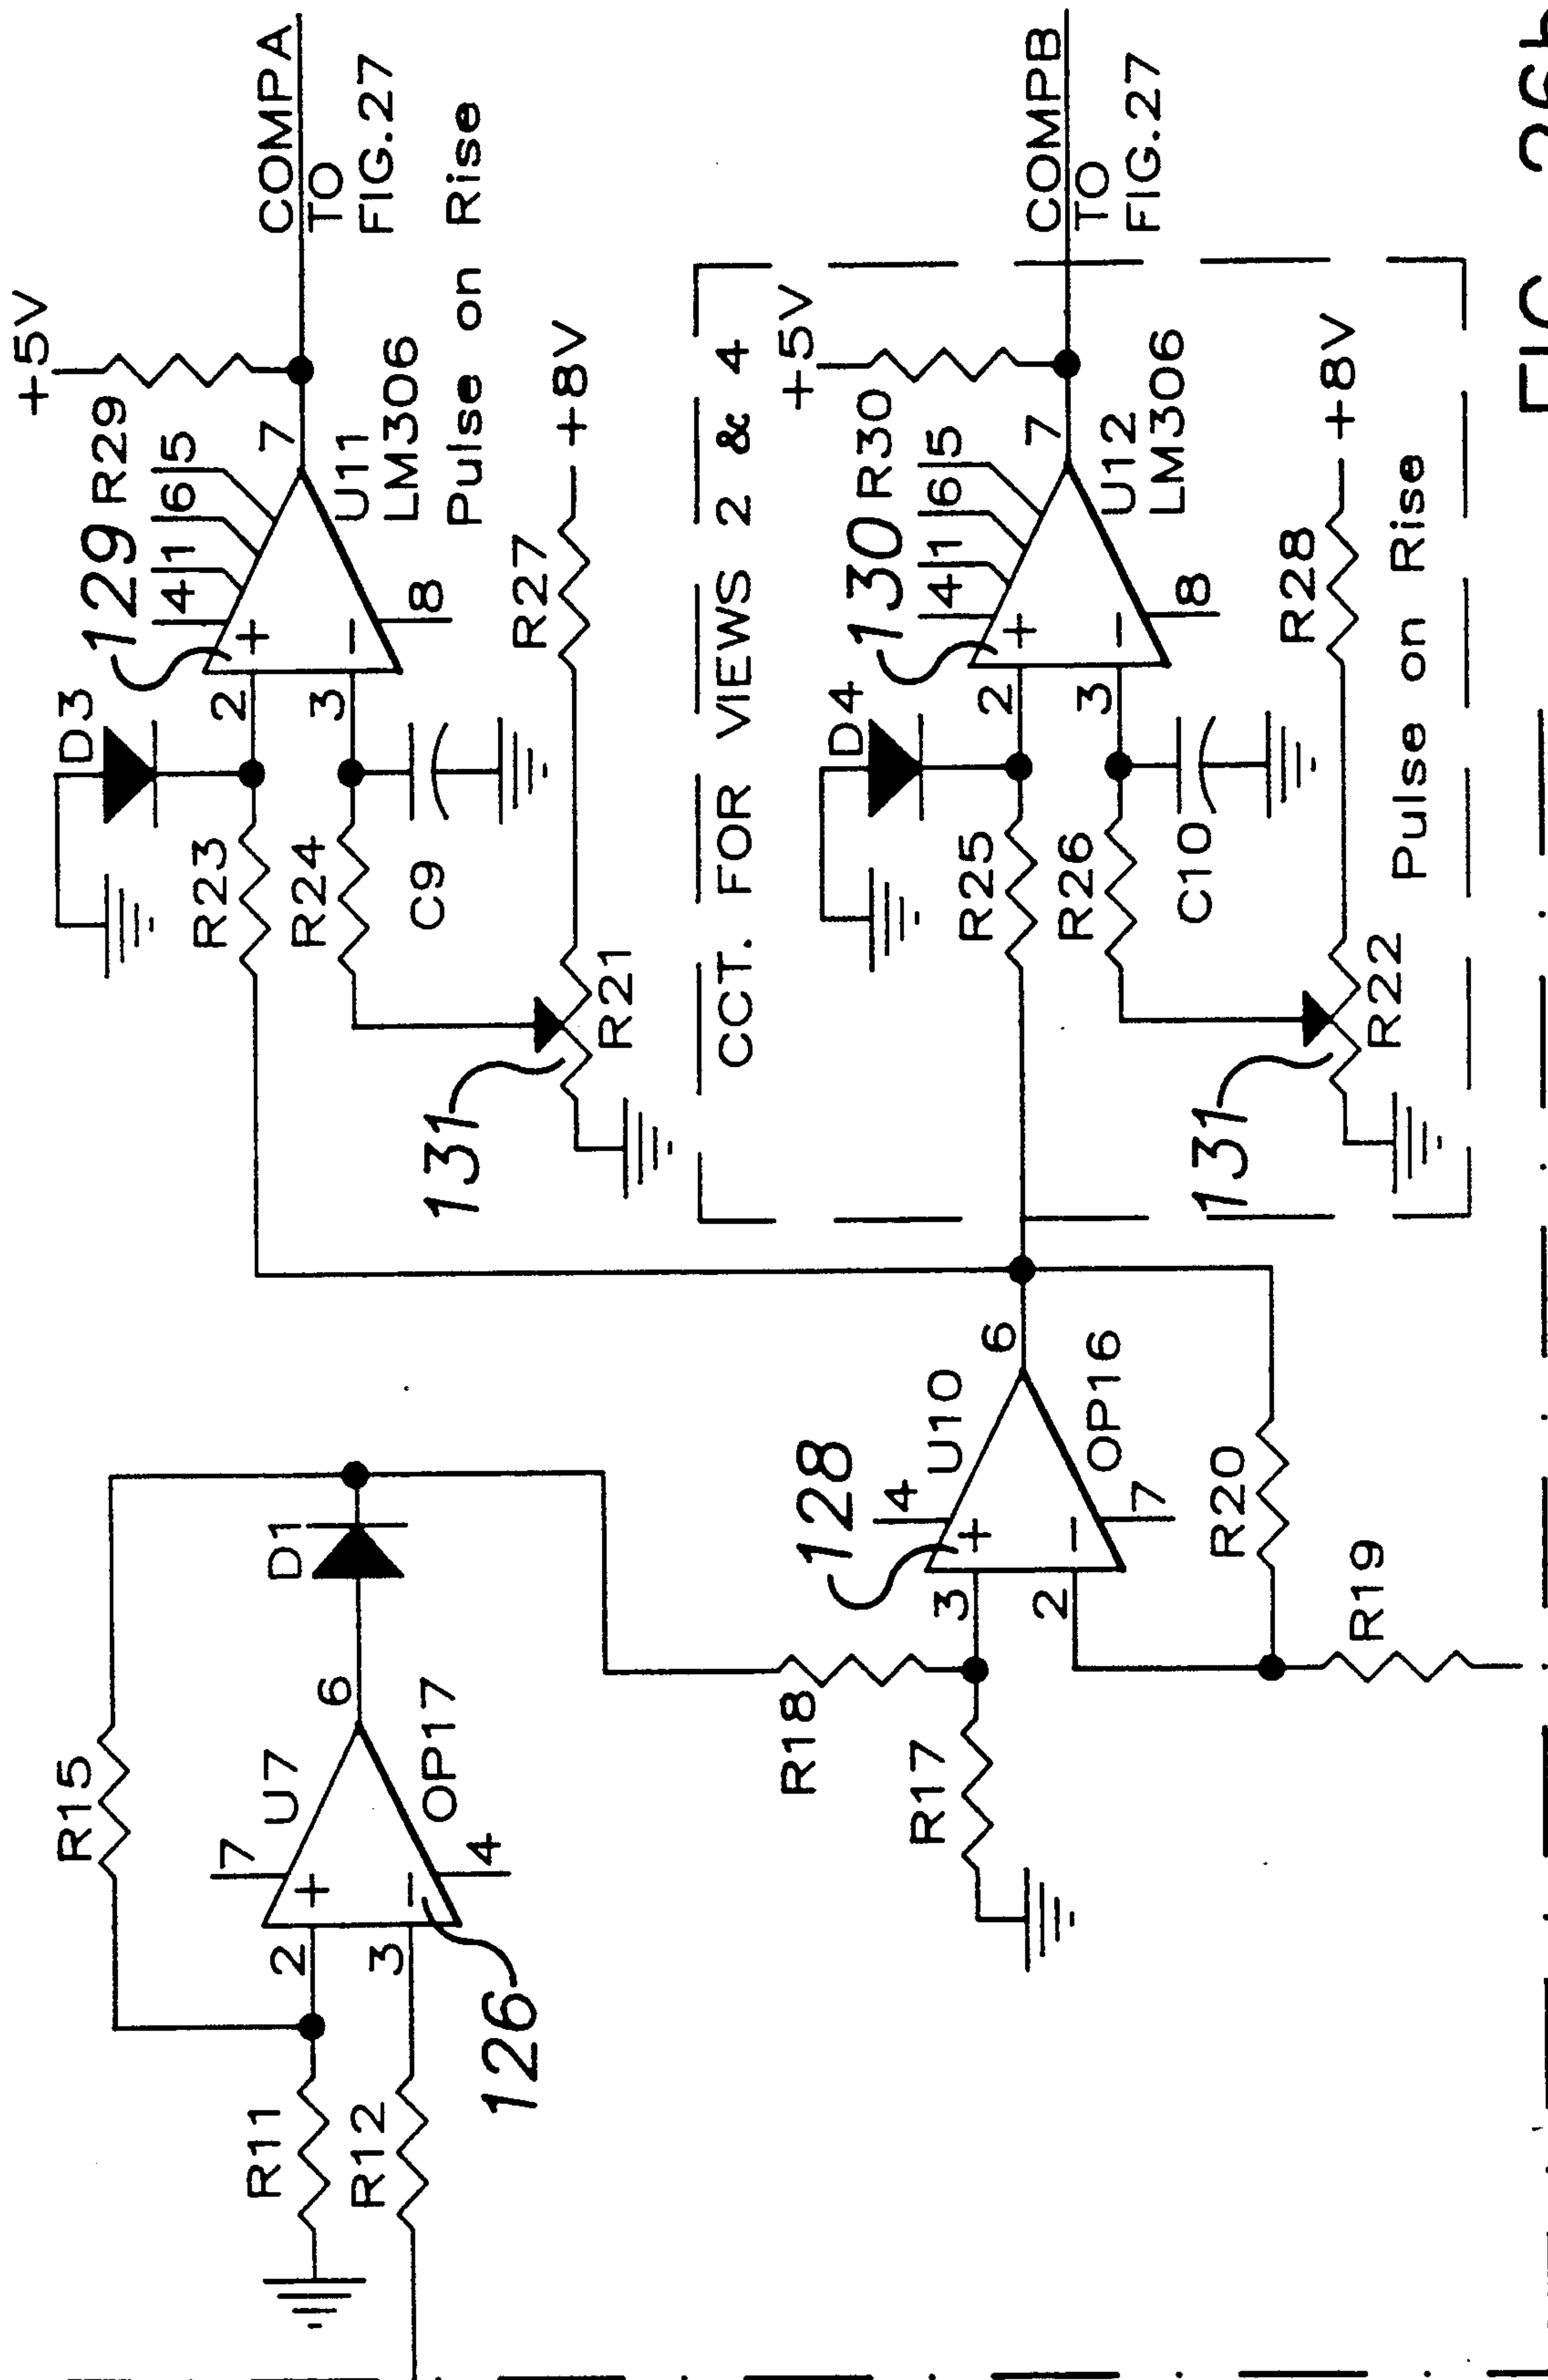 +5V
129
R29
D3
4
1
6
5
7
COMPA
TO
FIG.27
2
+
3
−
U11
LM306
8
Pulse on Rise
R23
R24
C9
R27
+8V
131
R21
CCT. FOR VIEWS 2 & 4
+5V
130
R30
D4
4
1
6
5
7
COMPB
TO
FIG.27
2
+
3
−
U12
LM306
8
R25
R26
C10
R28
+8V
131
R22
Pulse on Rise
R15
U7
7
D1
R11
2
+
6
R12
3
−
OP17
4
126
R18
128
4
U10
R17
3
+
6
2
−
OP16
7
R20
R19